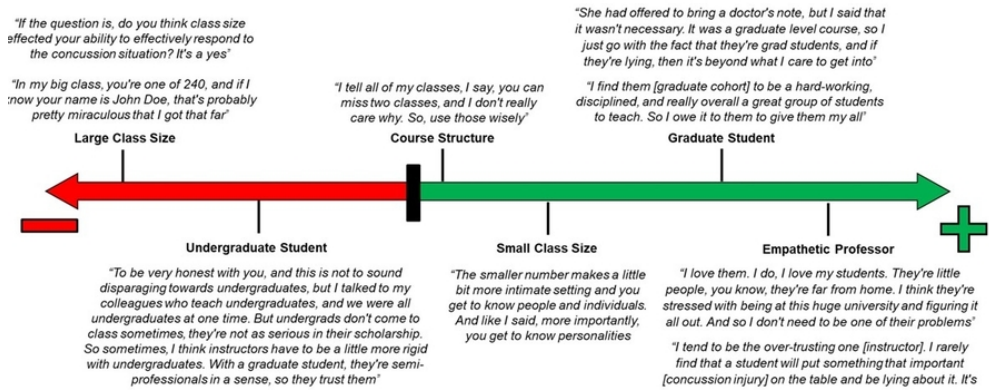 "If the question is, do you think class size
effected your ability to effectively respond to
the concussion situation? It's a yes"
"In my big class, you're one of 240, and if I
know your name is John Doe, that's probably
pretty miraculous that I got that far"
Large Class Size
"I tell all of my classes, I say, you can
miss two classes, and I don't really
care why. So, use those wisely"
Course Structure
"She had offered to bring a doctor's note, but I said that
it wasn't necessary. It was a graduate level course, so I
just go with the fact that they're grad students, and if
they're lying, then it's beyond what I care to get into"
"I find them [graduate cohort] to be a hard-working,
disciplined, and really overall a great group of students
to teach. So I owe it to them to give them my all"
Graduate Student
Undergraduate Student
"To be very honest with you, and this is not to sound
disparaging towards undergraduates, but I talked to my
colleagues who teach undergraduates, and we were all
undergraduates at one time. But undergrads don't come to
class sometimes, they're not as serious in their scholarship.
So sometimes, I think instructors have to be a little more rigid
with undergraduates. With a graduate student, they're semi-
professionals in a sense, so they trust them"
Small Class Size
"The smaller number makes a little
bit more intimate setting and you
get to know people and individuals.
And like I said, more importantly,
you get to know personalities
Empathetic Professor
"I love them. I do, I love my students. They're little
people, you know, they're far from home. I think they're
stressed with being at this huge university and figuring it
all out. And so I don't need to be one of their problems"
"I tend to be the over-trusting one [instructor]. I rarely
find that a student will put something that important
[concussion injury] on the table and be lying about it. It's